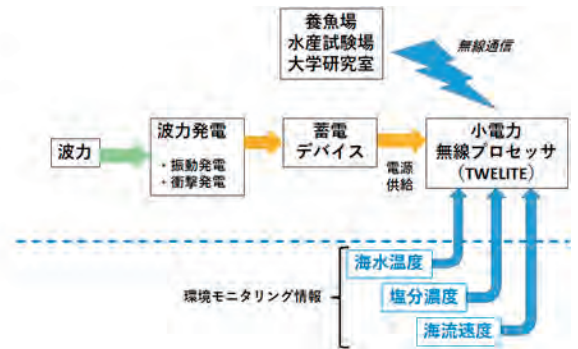 養魚場
水産試験場
大学研究室
無線通信
波力
波力発電
・振動発電
・衝撃発電
蓄電
デバイス
電源
供給
小電力
無線プロセッサ
（TWELITE）
環境モニタリング情報
海水温度
塩分濃度
海流速度